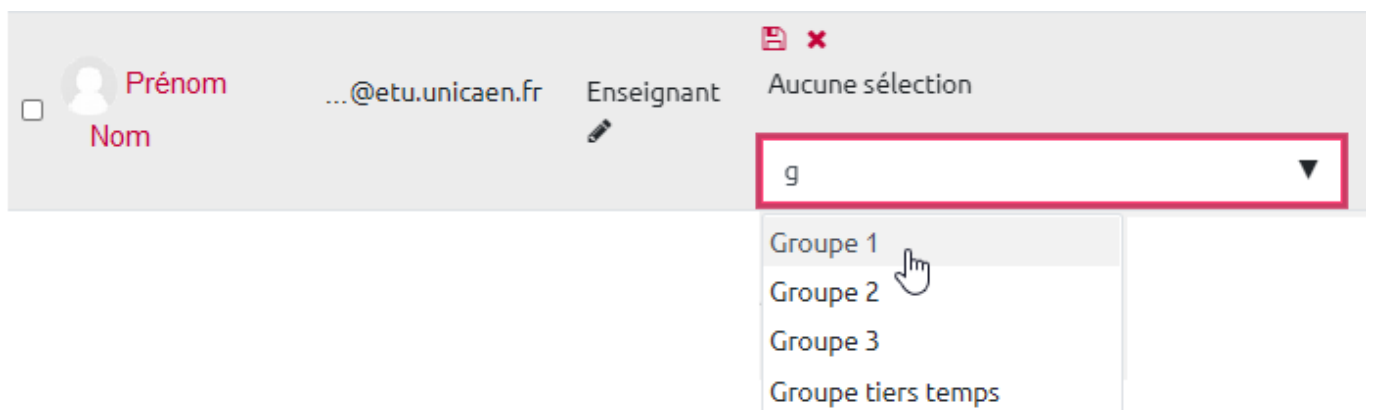 Prénom
Nom
...@etu.unicaen.fr
Enseignant
Aucune sélection
g
Groupe 1
Groupe 2
Groupe 3
Groupe tiers temps